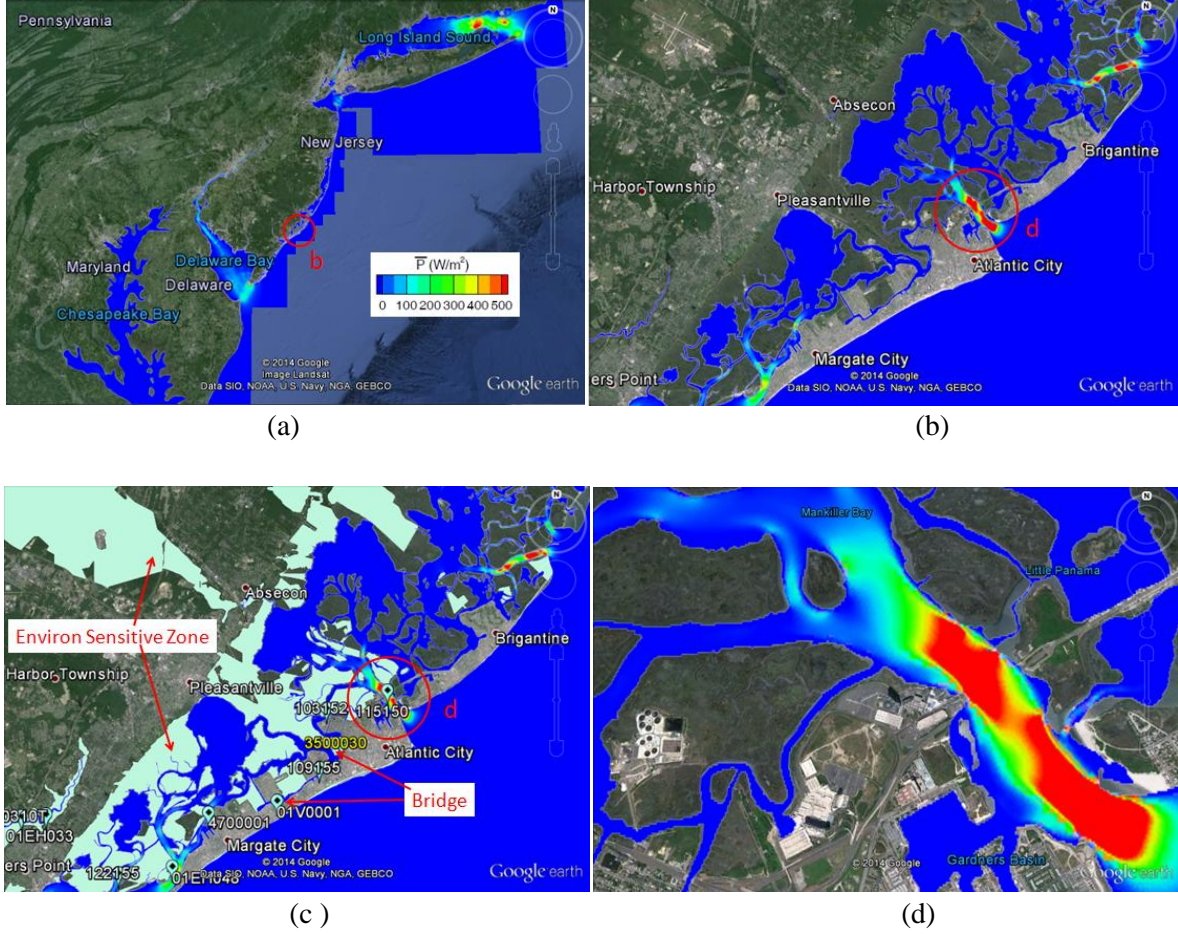 Pennsylvania
N
Long Island Sound
New Jersey
b
Maryland
Delaware Bay
Delaware
Chesapeake Bay
P̅ (W/m²)
0 100 200 300 400 500
© 2014 Google
Image Landsat
Data SIO, NOAA, U.S. Navy, NGA, GEBCO
Google earth
(a)
N
Absecon
Brigantine
Harbor Township
Pleasantville
d
Atlantic City
Margate City
ers Point
© 2014 Google
Data SIO, NOAA, U.S. Navy, NGA, GEBCO
Google earth
(b)
N
Absecon
Environ Sensitive Zone
Brigantine
Harbor Township
Pleasantville
103152
115150
d
3500030
Atlantic City
109155
Bridge
01V0001
0310T
4700001
01EH033
Margate City
ers Point
122155
01EH048
© 2014 Google
Data SIO, NOAA, U.S. Navy, NGA, GEBCO
Google earth
(c )
N
Mankiller Bay
Little Panama
© 2014 Google
Gardners Basin
Google earth
(d)